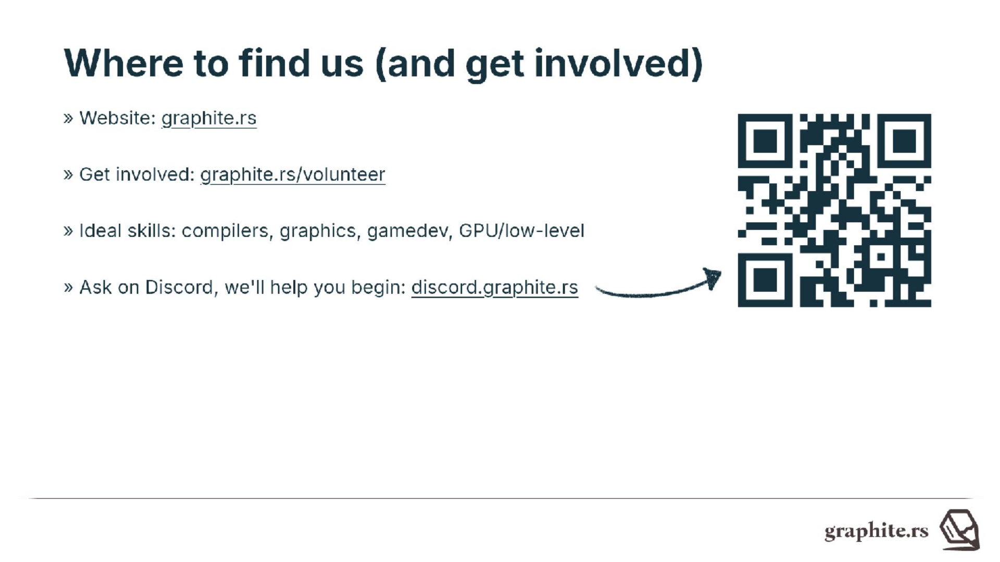 Where to find us (and get involved)
» Website: graphite.rs
» Get involved: graphite.rs/volunteer
» Ideal skills: compilers, graphics, gamedev, GPU/low-level
» Ask on Discord, we'll help you begin: discord.graphite.rs
graphite.rs